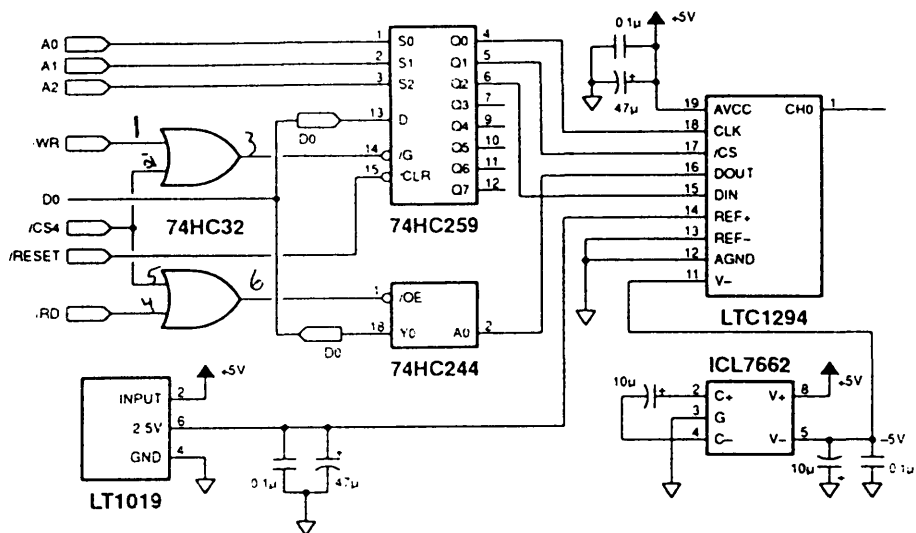 A0
A1
A2
-WR
D0
/CS4
/RESET
-RD
1
2
3
5
4
6
74HC32
1 S0 Q0 4
2 S1 Q1 5
3 S2 Q2 6
Q3 7
13 D Q4 9
D0
Q5 10
14 /G Q6 11
15 CLR Q7 12
74HC259
1 /OE
18 Y0 A0 2
D0
74HC244
0.1µ +5V
47µ +
19 AVCC CH0 1
18 CLK
17 /CS
16 DOUT
15 DIN
14 REF+
13 REF-
12 AGND
11 V-
LTC1294
INPUT 2 +5V
2.5V 6
GND 4
LT1019
0.1µ 47µ +
ICL7662
10µ + 2 C+ V+ 8 +5V
3 G
4 C- V- 5 -5V
10µ + 0.1µ